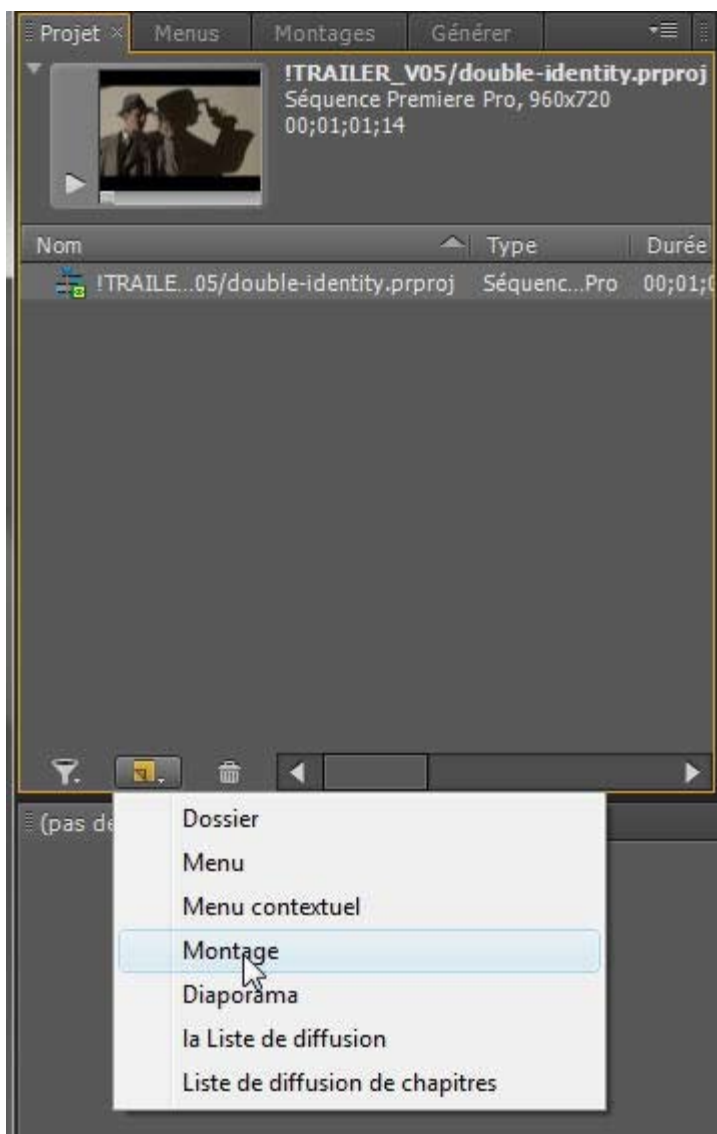 Projet × Menus Montages Générer
!TRAILER_V05/double-identity.prproj
Séquence Premiere Pro, 960x720
00;01;01;14
Nom Type Durée
!TRAILE...05/double-identity.prproj Séquenc...Pro 00;01;0
(pas de
Dossier
Menu
Menu contextuel
Montage
Diaporama
la Liste de diffusion
Liste de diffusion de chapitres